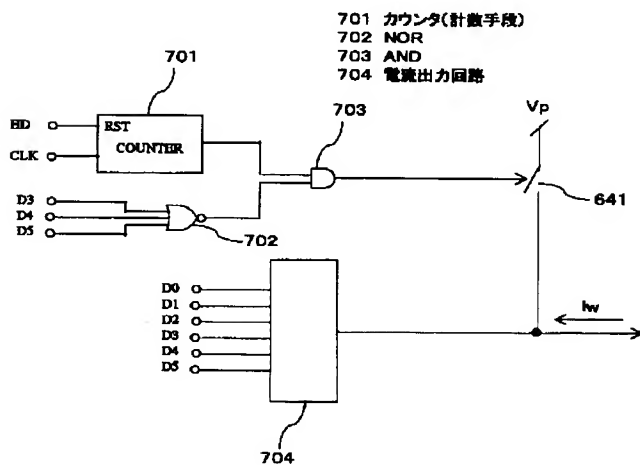 701 カウンタ(計数手段)
702 NOR
703 AND
704 電流出力回路
701
703
Vp
HD
RST
COUNTER
CLK
D3
D4
D5
702
641
D0
D1
D2
D3
D4
D5
Iw
704